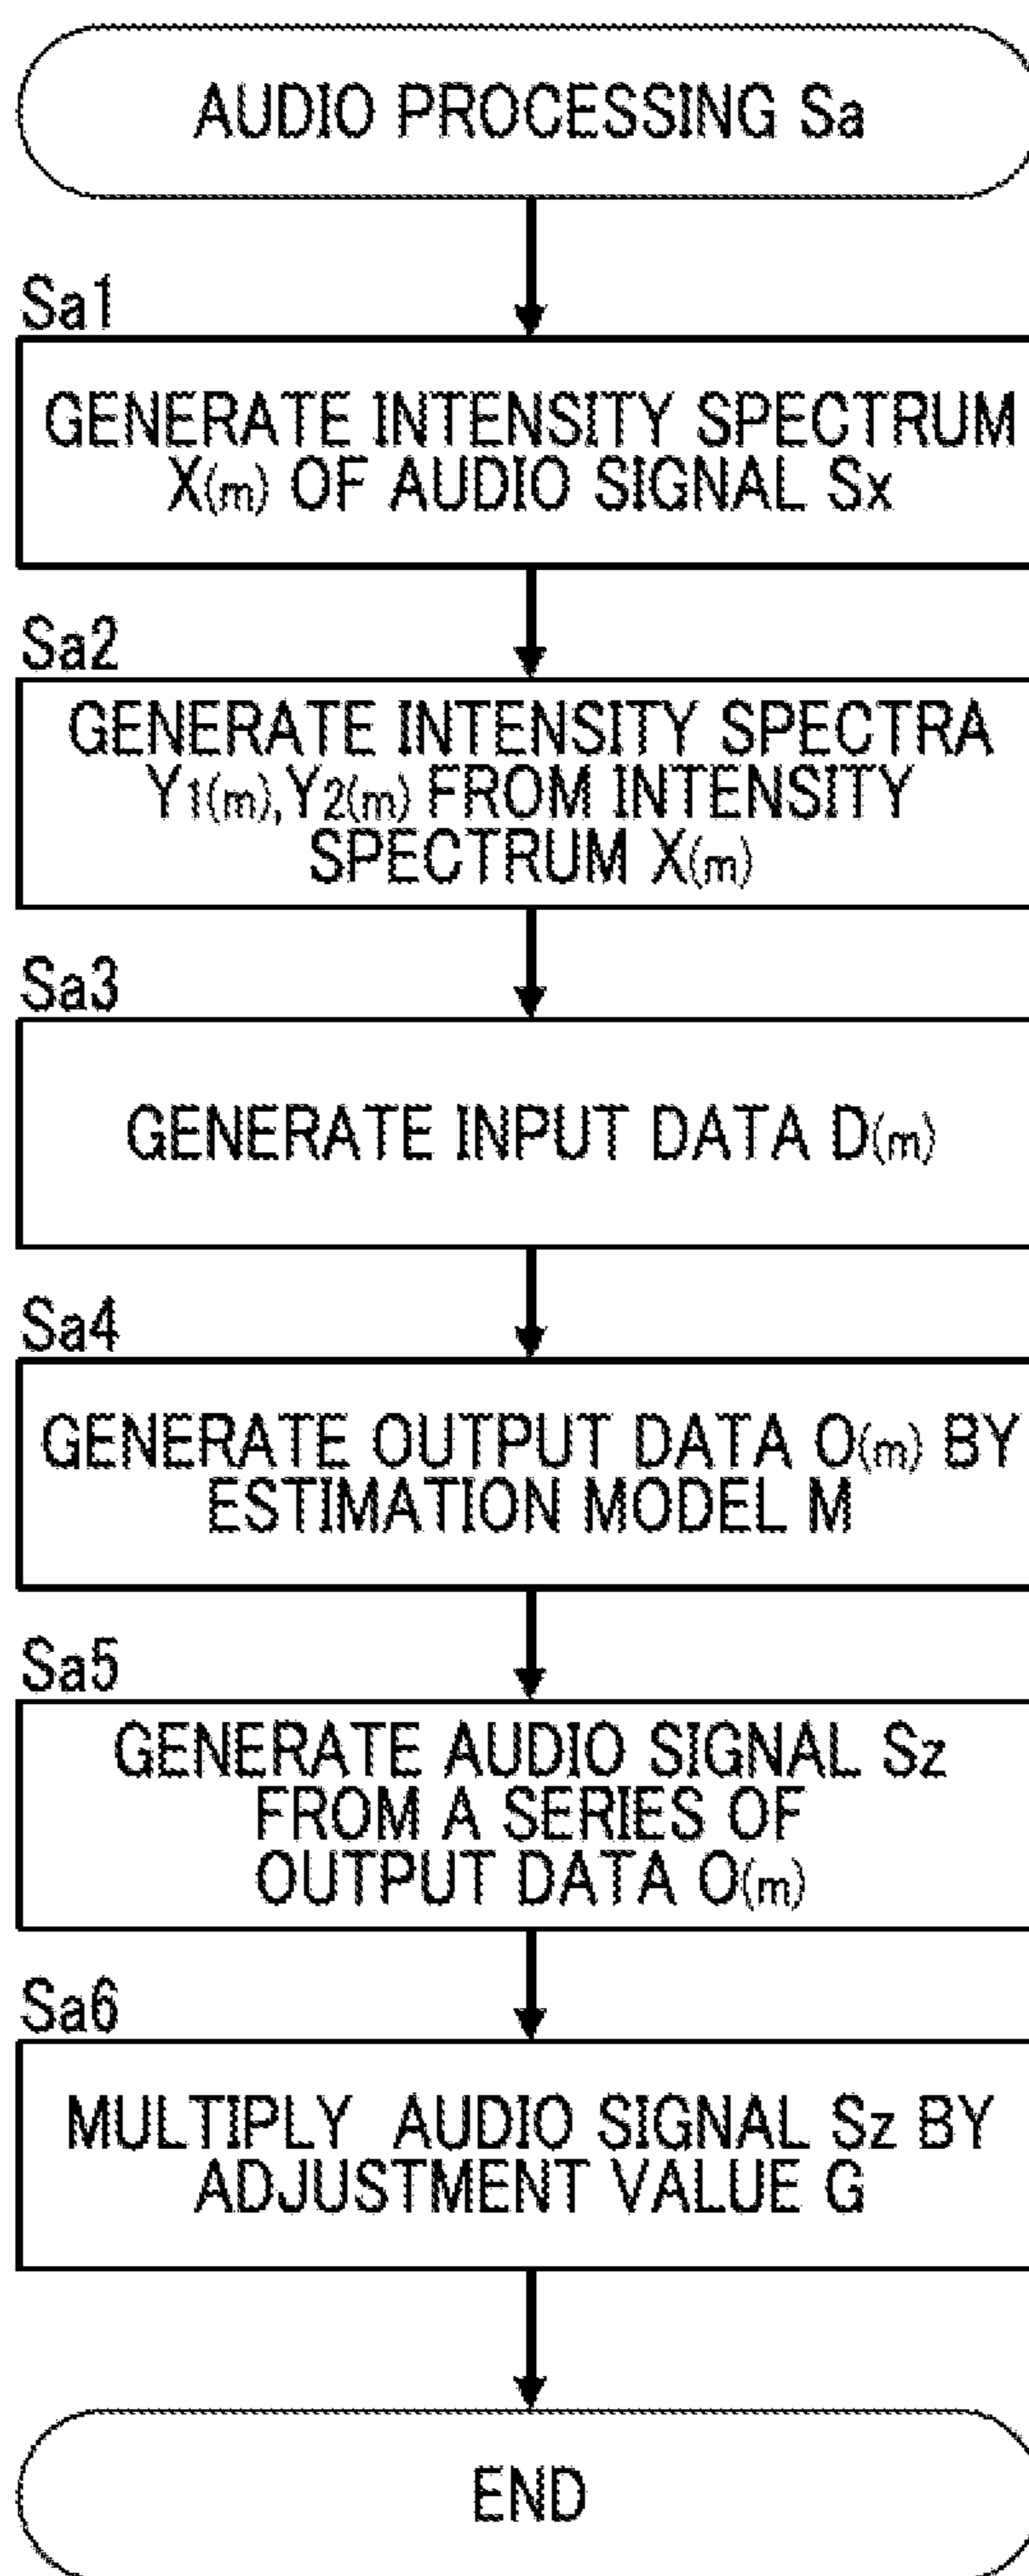 AUDIO PROCESSING Sa
Sa1
GENERATE INTENSITY SPECTRUM
X(m) OF AUDIO SIGNAL Sx
Sa2
GENERATE INTENSITY SPECTRA
Y1(m),Y2(m) FROM INTENSITY
SPECTRUM X(m)
Sa3
GENERATE INPUT DATA D(m)
Sa4
GENERATE OUTPUT DATA O(m) BY
ESTIMATION MODEL M
Sa5
GENERATE AUDIO SIGNAL Sz
FROM A SERIES OF
OUTPUT DATA O(m)
Sa6
MULTIPLY AUDIO SIGNAL Sz BY
ADJUSTMENT VALUE G
END